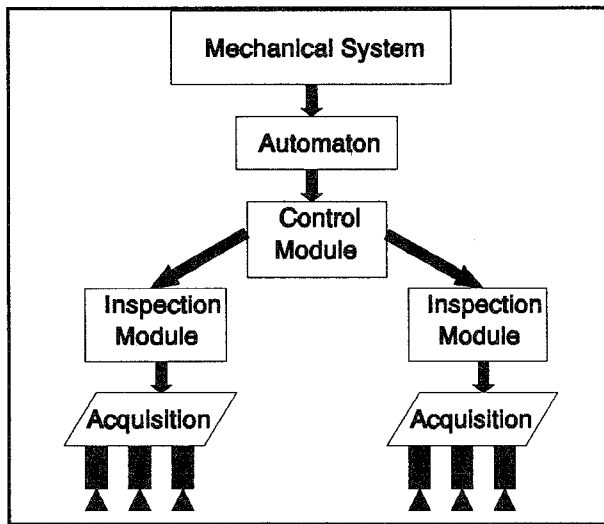 Mechanical System
Automaton
Control
Module
Inspection
Module
Inspection
Module
Acquisition
Acquisition